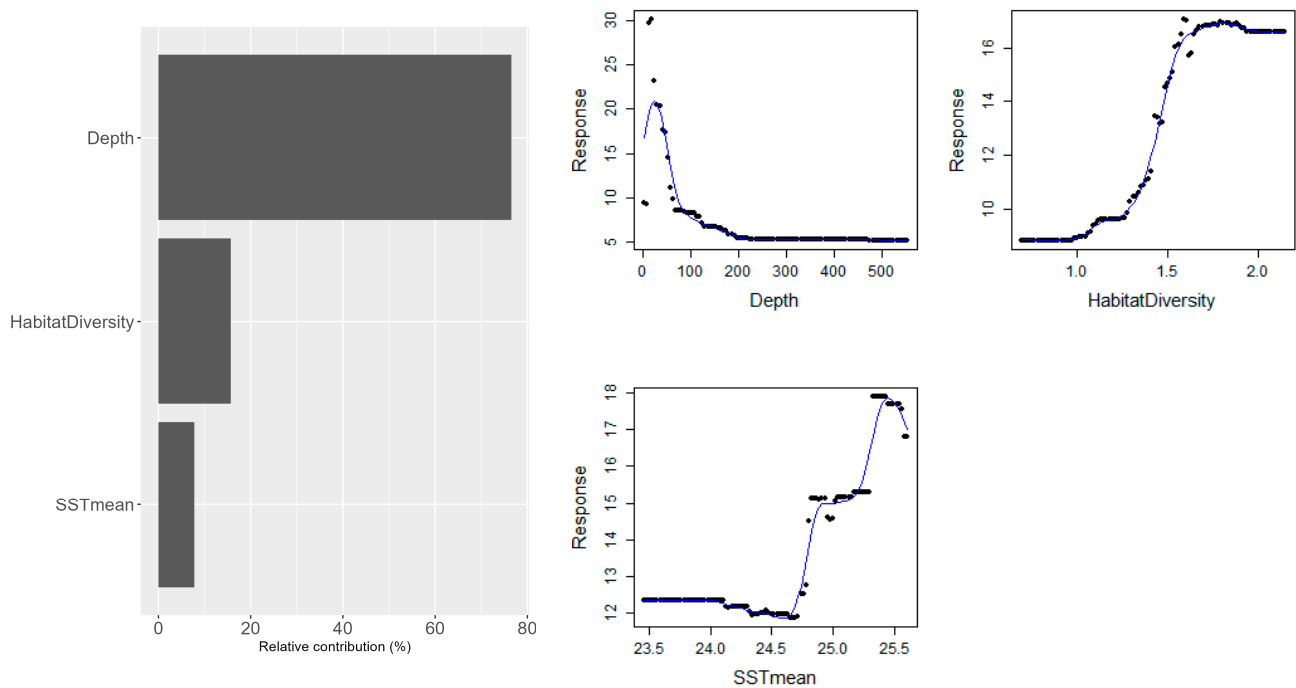 Depth
HabitatDiversity
SSTmean
0 20 40 60 80
Relative contribution (%)
30
25
20
15
10
5
Response
0 100 200 300 400 500
Depth
16
14
12
10
Response
1.0 1.5 2.0
HabitatDiversity
18
17
16
15
14
13
12
Response
23.5 24.0 24.5 25.0 25.5
SSTmean